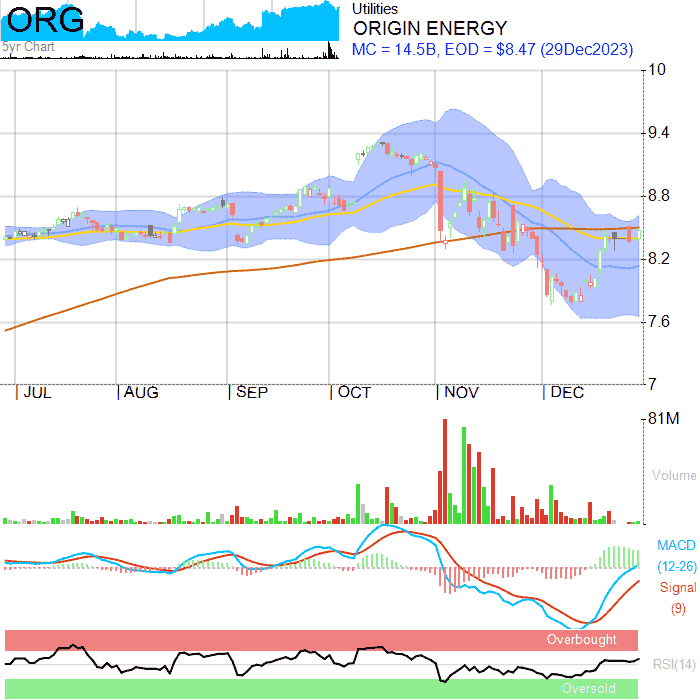 ORG
5yr Chart
Utilities
ORIGIN ENERGY
MC = 14.5B, EOD = $8.47 (29Dec2023)
10
9.4
8.8
8.2
7.6
7
JUL AUG SEP OCT NOV DEC
81M
Volume
MACD
(12-26)
Signal
(9)
Overbought
RSI(14)
Oversold